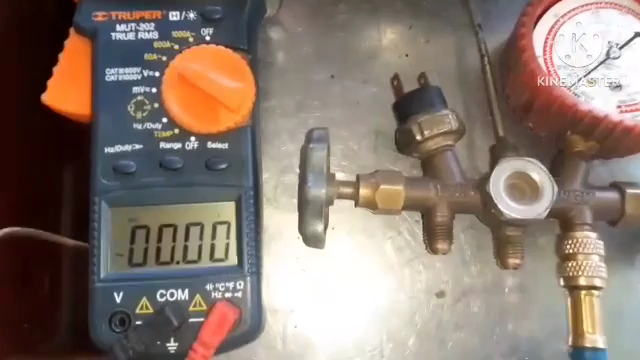 TRUPER H
MUT-202
TRUE RMS
OFF
1000A
600A
60A
CAT III 600V
CAT II 1000V
V
mV
Hz/Duty
TEMP
OFF
Hz/Duty Range Select
00.00
V COM °C°F Ω
Hz
KINEMASTER